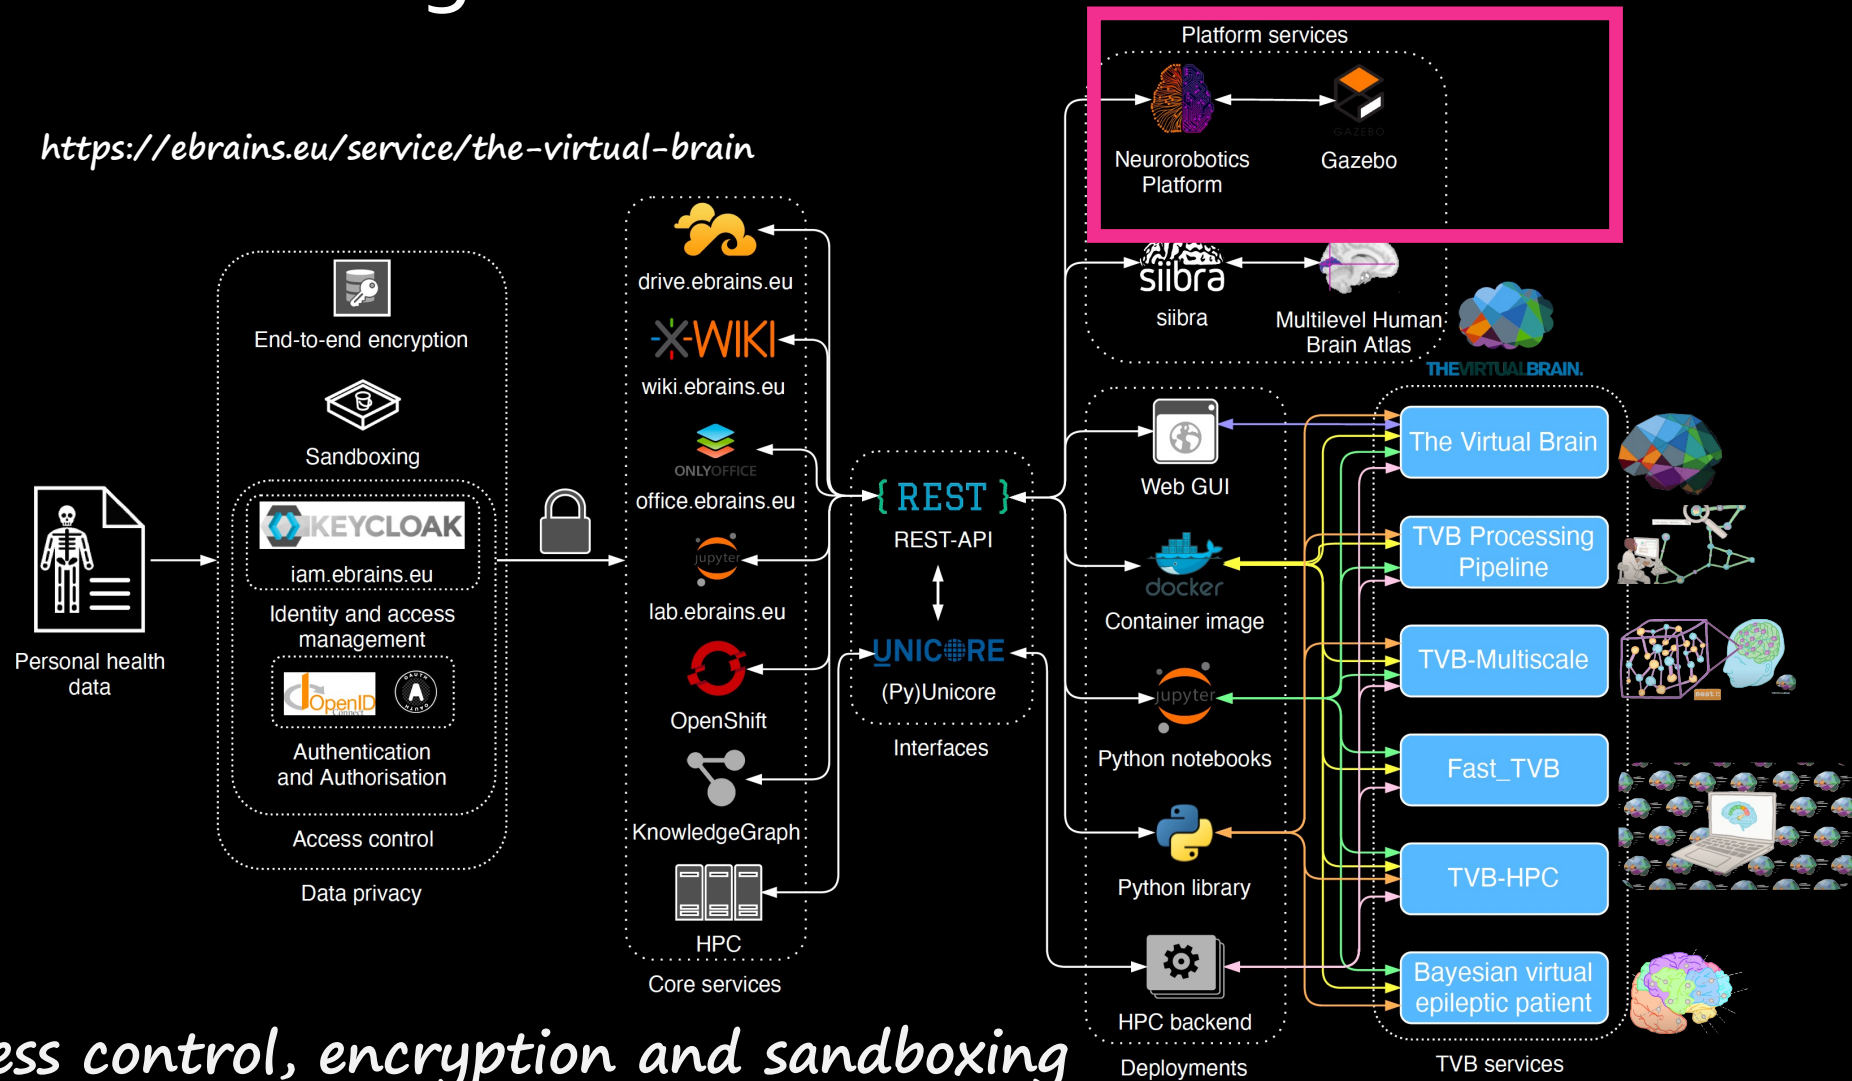 https://ebrains.eu/service/the-virtual-brain
Personal health
data
End-to-end encryption
Sandboxing
KEYCLOAK
iam.ebrains.eu
Identity and access
management
OpenID
Connect
OAUTH
A
OAUTH
Authentication
and Authorisation
Access control
Data privacy
drive.ebrains.eu
X-WIKI
wiki.ebrains.eu
ONLYOFFICE
office.ebrains.eu
jupyter
lab.ebrains.eu
OpenShift
KnowledgeGraph
HPC
Core services
{ REST }
REST-API
UNICORE
(Py)Unicore
Interfaces
Platform services
Neurorobotics
Platform
GAZEBO
Gazebo
siibra
siibra
Multilevel Human
Brain Atlas
THEVIRTUALBRAIN.
Web GUI
docker
Container image
jupyter
Python notebooks
Python library
HPC backend
Deployments
The Virtual Brain
TVB Processing
Pipeline
TVB-Multiscale
nest::
Fast_TVB
TVB-HPC
Bayesian virtual
epileptic patient
TVB services
ess control, encryption and sandboxing